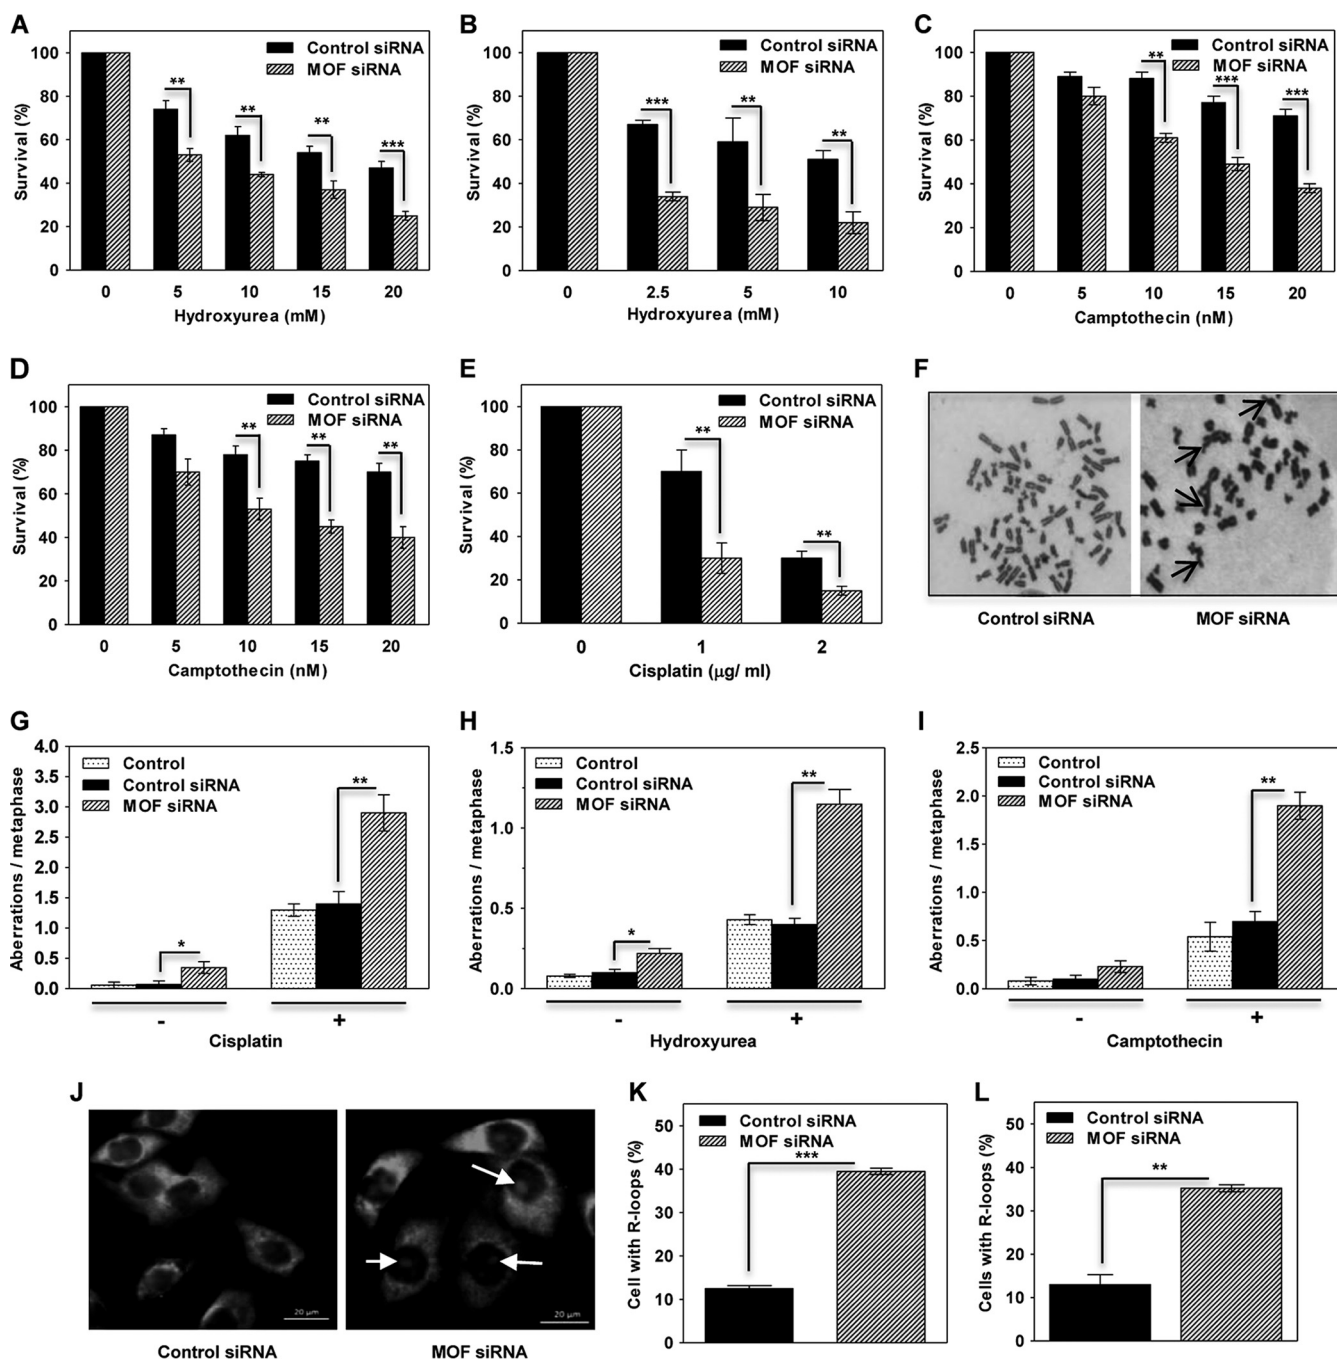 A
Control siRNA
MOF siRNA
Survival (%)
100
80
60
40
20
0
**
**
**
***
0 5 10 15 20
Hydroxyurea (mM)
B
Control siRNA
MOF siRNA
Survival (%)
100
80
60
40
20
0
***
**
**
0 2.5 5 10
Hydroxyurea (mM)
C
Control siRNA
MOF siRNA
Survival (%)
100
80
60
40
20
0
**
***
***
0 5 10 15 20
Camptothecin (nM)
D
Control siRNA
MOF siRNA
Survival (%)
100
80
60
40
20
0
**
**
**
0 5 10 15 20
Camptothecin (nM)
E
Control siRNA
MOF siRNA
Survival (%)
100
80
60
40
20
0
**
**
0 1 2
Cisplatin (μg/ ml)
F
Control siRNA MOF siRNA
G
Control
Control siRNA
MOF siRNA
Aberrations / metaphase
4.0
3.5
3.0
2.5
2.0
1.5
1.0
0.5
0.0
*
**
- +
Cisplatin
H
Control
Control siRNA
MOF siRNA
Aberrations / metaphase
1.5
1.0
0.5
0.0
*
**
- +
Hydroxyurea
I
Control
Control siRNA
MOF siRNA
Aberrations / metaphase
2.5
2.0
1.5
1.0
0.5
0.0
**
- +
Camptothecin
J
20 μm
20 μm
Control siRNA MOF siRNA
K
Control siRNA
MOF siRNA
Cell with R-loops (%)
50
40
30
20
10
0
***
L
Control siRNA
MOF siRNA
Cells with R-loops (%)
50
40
30
20
10
0
**